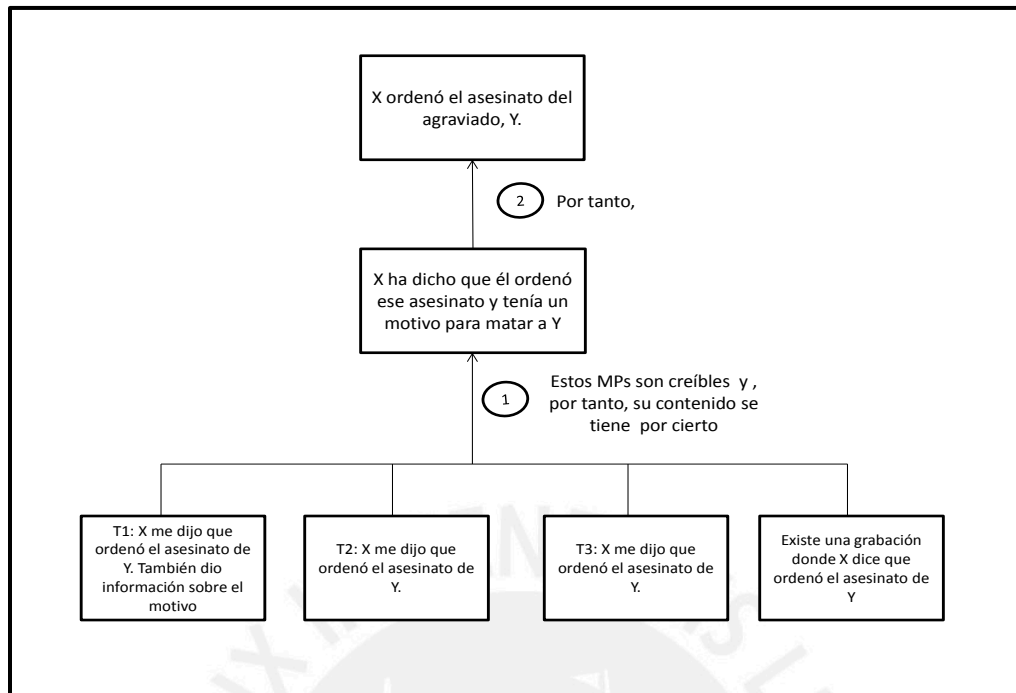 X ordenó el asesinato del
agraviado, Y.
2
Por tanto,
X ha dicho que él ordenó
ese asesinato y tenía un
motivo para matar a Y
1
Estos MPs son creíbles y ,
por tanto, su contenido se
tiene por cierto
T1: X me dijo que
ordenó el asesinato de
Y. También dio
información sobre el
motivo
T2: X me dijo que
ordenó el asesinato de
Y.
T3: X me dijo que
ordenó el asesinato de
Y.
Existe una grabación
donde X dice que
ordenó el asesinato de
Y